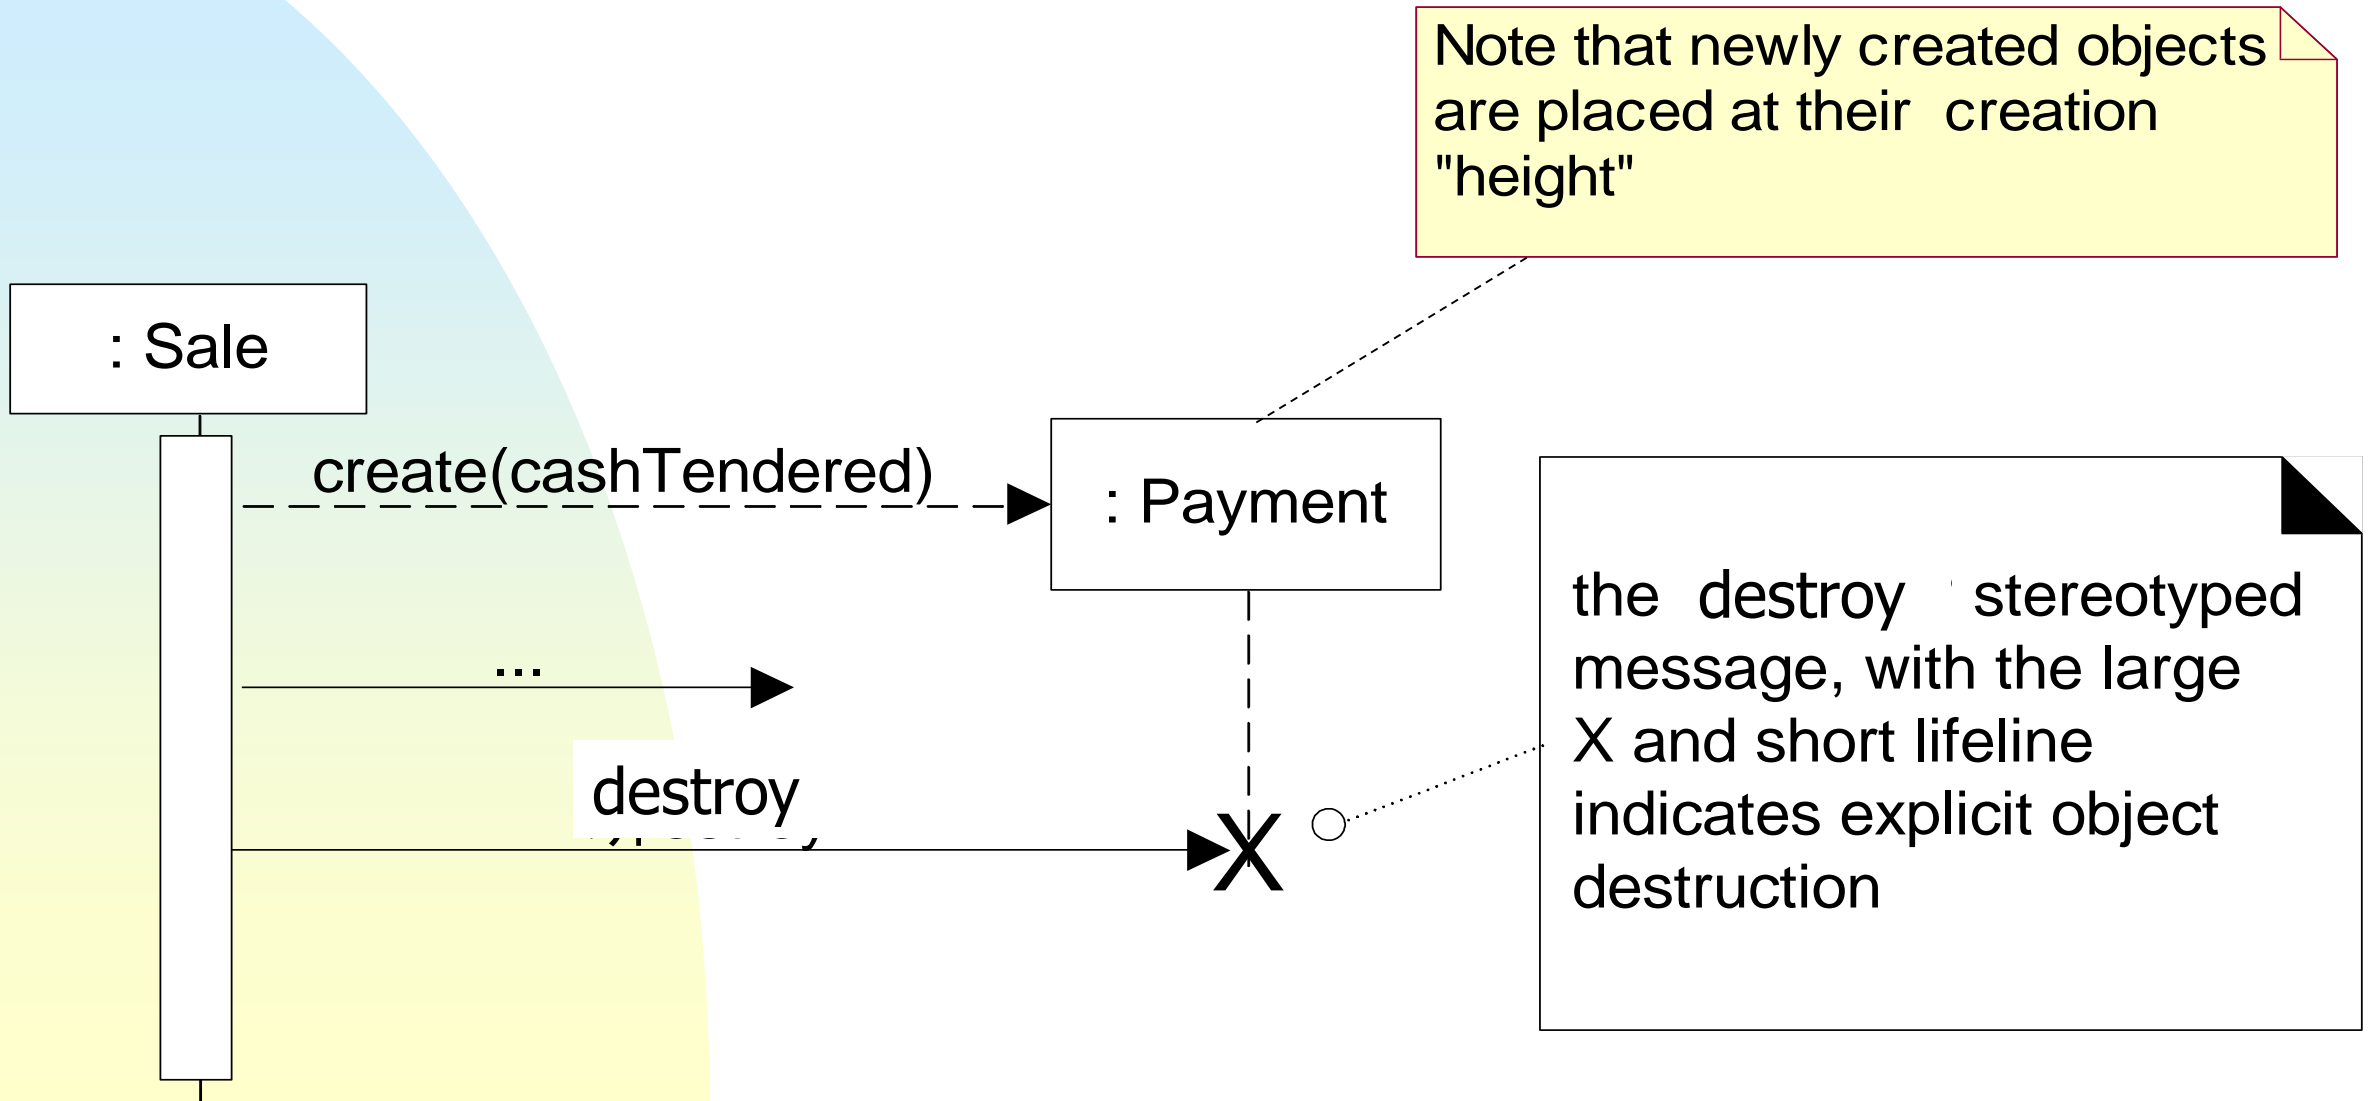 Note that newly created objects
are placed at their creation
"height"
: Sale
create(cashTendered)
: Payment
...
destroy
X
the destroy stereotyped
message, with the large
X and short lifeline
indicates explicit object
destruction